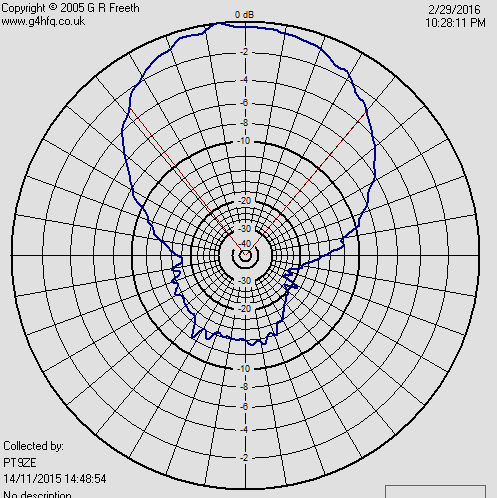 Copyright © 2005 G R Freeth
www.g4hfq.co.uk
2/29/2016
10:28:11 PM
0 dB
-2
-4
-6
-8
-10
-20
-30
-40
-30
-20
-10
-8
-6
-4
-2
Collected by:
PT9ZE
14/11/2015 14:48:54
No description